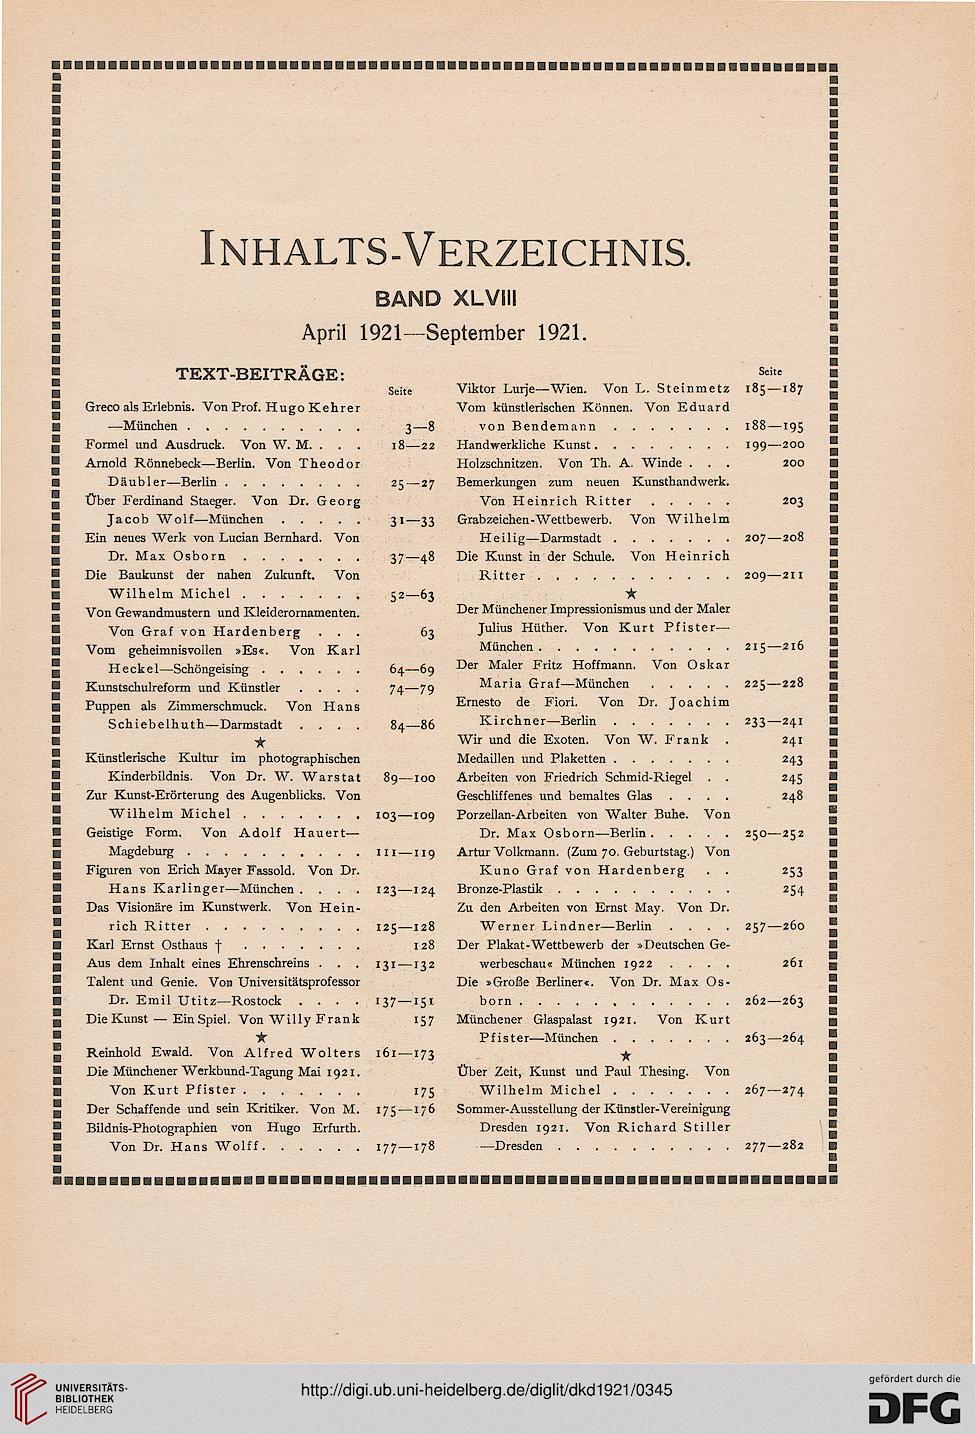 INHALTS-VERZEICHNIS.
BAND XLVIII
April 1921—September 1921.
TEXT-BEITRÄGE:
Seite
Greco als Erlebnis. Von Prof. Hugo Kehrer
—München . . . . . . . . . . 3—8
Formel und Ausdruck. Von W. M. . . . 18—22
Arnold Rönnebeck—Berlin. Von Theodor
Däubler—Berlin . . . . . . . . 25—27
Über Ferdinand Staeger. Von Dr. Georg
Jacob Wolf—München . . . . . 31—33
Ein neues Werk von Lucian Bernhard. Von
Dr. Max Osborn . . . . . . . 37—48
Die Baukunst der nahen Zukunft. Von
Wilhelm Michel . . . . . . . 52—63
Von Gewandmustern und Kleiderornamenten.
Von Graf von Hardenberg . . . 63
Vom geheimnisvollen »Es«. Von Karl
Heckel—Schöngeising . . . . . . 64—69
Kunstschulreform und Künstler . . . . 74—79
Puppen als Zimmerschmuck. Von Hans
Schiebelhuth—Darmstadt . . . . 84—86
★
Künstlerische Kultur im photographischen
Kinderbildnis. Von Dr. W. Warstat 89—100
Zur Kunst-Erörterung des Augenblicks. Von
Wilhelm Michel . . . . . . . 103—109
Geistige Form. Von Adolf Hauert—
Magdeburg . . . . . . . . . . 111—119
Figuren von Erich Mayer Fassold. Von Dr.
Hans Karlinger—München . . . . 123—124
Das Visionäre im Kunstwerk. Von Hein-
rich Ritter . . . . . . . . . 125—128
Karl Ernst Osthaus † . . . . . . . 128
Aus dem Inhalt eines Ehrenschreins . . . 131—132
Talent und Genie. Von Universitätsprofessor
Dr. Emil Utitz—Rostock . . . . 137—151
Die Kunst — Ein Spiel. Von Willy Frank 157
★
Reinhold Ewald. Von Alfred Wolters 161—173
Die Münchener Werkbund-Tagung Mai 1921.
Von Kurt Pfister . . . . . . . 175
Der Schaffende und sein Kritiker. Von M. 175—176
Bildnis-Photographien von Hugo Erfurth.
Von Dr. Hans Wolff. . . . . . 177—178
Seite
Viktor Lurje—Wien. Von L. Steinmetz 185—187
Vom künstlerischen Können. Von Eduard
von Bendemann . . . . . . . 188—195
Handwerkliche Kunst. . . . . . . . 199—200
Holzschnitzen. Von Th. A. Winde . . . 200
Bemerkungen zum neuen Kunsthandwerk.
Von Heinrich Ritter . . . . . 203
Grabzeichen-Wettbewerb. Von Wilhelm
Heilig—Darmstadt . . . . . . . 207—208
Die Kunst in der Schule. Von Heinrich
Ritter . . . . . . . . . . . 209—211
★
Der Münchener Impressionismus und der Maler
Julius Hüther. Von Kurt Pfister—
München . . . . . . . . . . . 215—216
Der Maler Fritz Hoffmann. Von Oskar
Maria Graf—München . . . . . 225—228
Ernesto de Fiori. Von Dr. Joachim
Kirchner—Berlin . . . . . . . 233—241
Wir und die Exoten. Von W. Frank . 241
Medaillen und Plaketten . . . . . . . 243
Arbeiten von Friedrich Schmid-Riegel . . 245
Geschliffenes und bemaltes Glas . . . . 248
Porzellan-Arbeiten von Walter Buhe. Von
Dr. Max Osborn—Berlin . . . . . 250—252
Artur Volkmann. (Zum 70. Geburtstag.) Von
Kuno Graf von Hardenberg . . 253
Bronze-Plastik . . . . . . . . . . 254
Zu den Arbeiten von Ernst May. Von Dr.
Werner Lindner—Berlin . . . . 257—260
Der Plakat-Wettbewerb der »Deutschen Ge-
werbeschau« München 1922 . . . . 261
Die »Große Berliner«. Von Dr. Max Os-
born . . . . . . . . . . . . 262—263
Münchener Glaspalast 1921. Von Kurt
Pfister—München . . . . . . . 263—264
★
Über Zeit, Kunst und Paul Thesing. Von
Wilhelm Michel . . . . . . . 267—274
Sommer-Ausstellung der Künstler-Vereinigung
Dresden 1921. Von Richard Stiller
—Dresden . . . . . . . . . . 277—282
UNIVERSITÄTS-
BIBLIOTHEK
HEIDELBERG
http://digi.ub.uni-heidelberg.de/diglit/dkd1921/0345
gefördert durch die
DFG